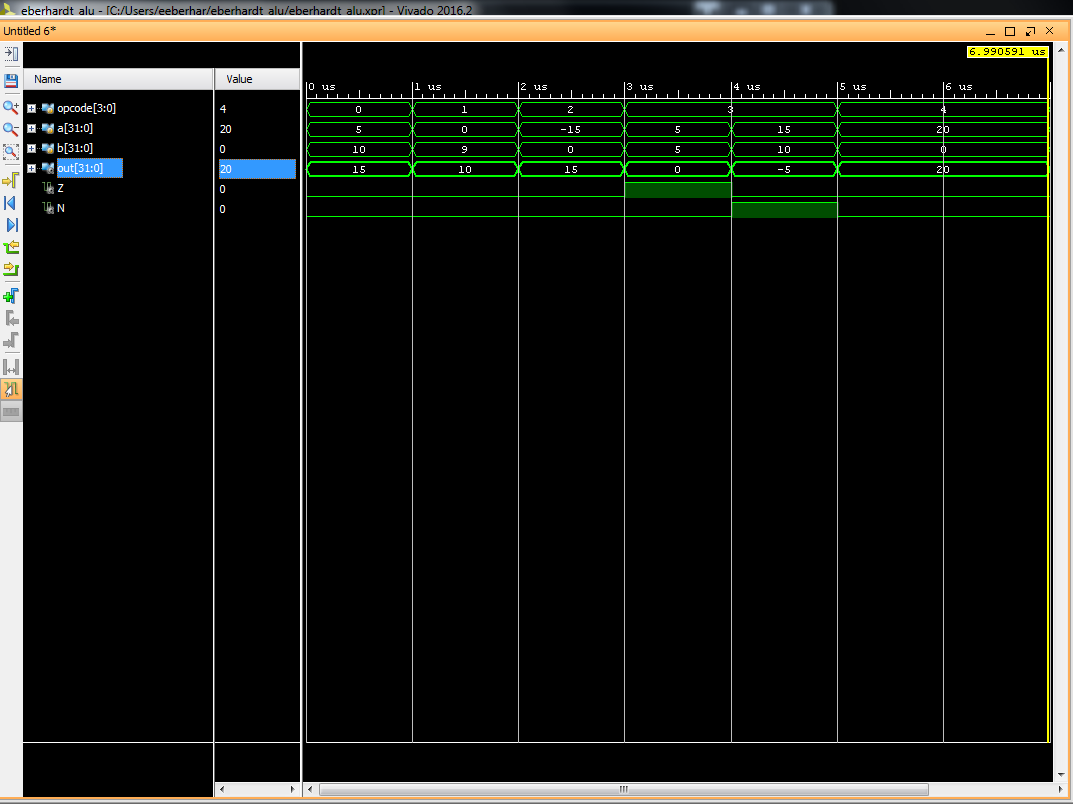 eberhardt_alu - [C:/Users/eeberhar/eberhardt_alu/eberhardt_alu.xpr] - Vivado 2016.2
Untitled 6*
6.990591 us
Name Value
0 us 1 us 2 us 3 us 4 us 5 us 6 us
opcode[3:0] 4 0 1 2 3 4
a[31:0] 20 5 0 -15 5 15 20
b[31:0] 0 10 9 0 5 10 0
out[31:0] 20 15 10 15 0 -5 20
Z 0
N 0